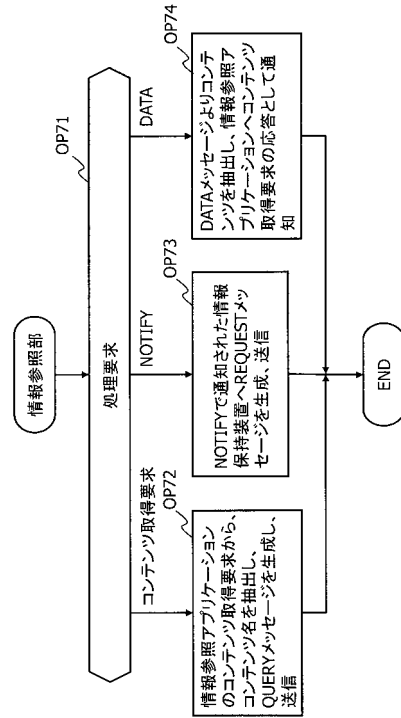 情報参照部
OP71
処理要求
コンテンツ取得要求
NOTIFY
DATA
OP72
情報参照アプリケーション
のコンテンツ取得要求から、
コンテンツ名を抽出し、
QUERYメッセージを生成し、
送信
OP73
NOTIFYで通知された情報
保持装置へREQUESTメッ
セージを生成、送信
OP74
DATAメッセージよりコンテ
ンツを抽出し、情報参照ア
プリケーションへコンテンツ
取得要求の応答として通
知
END